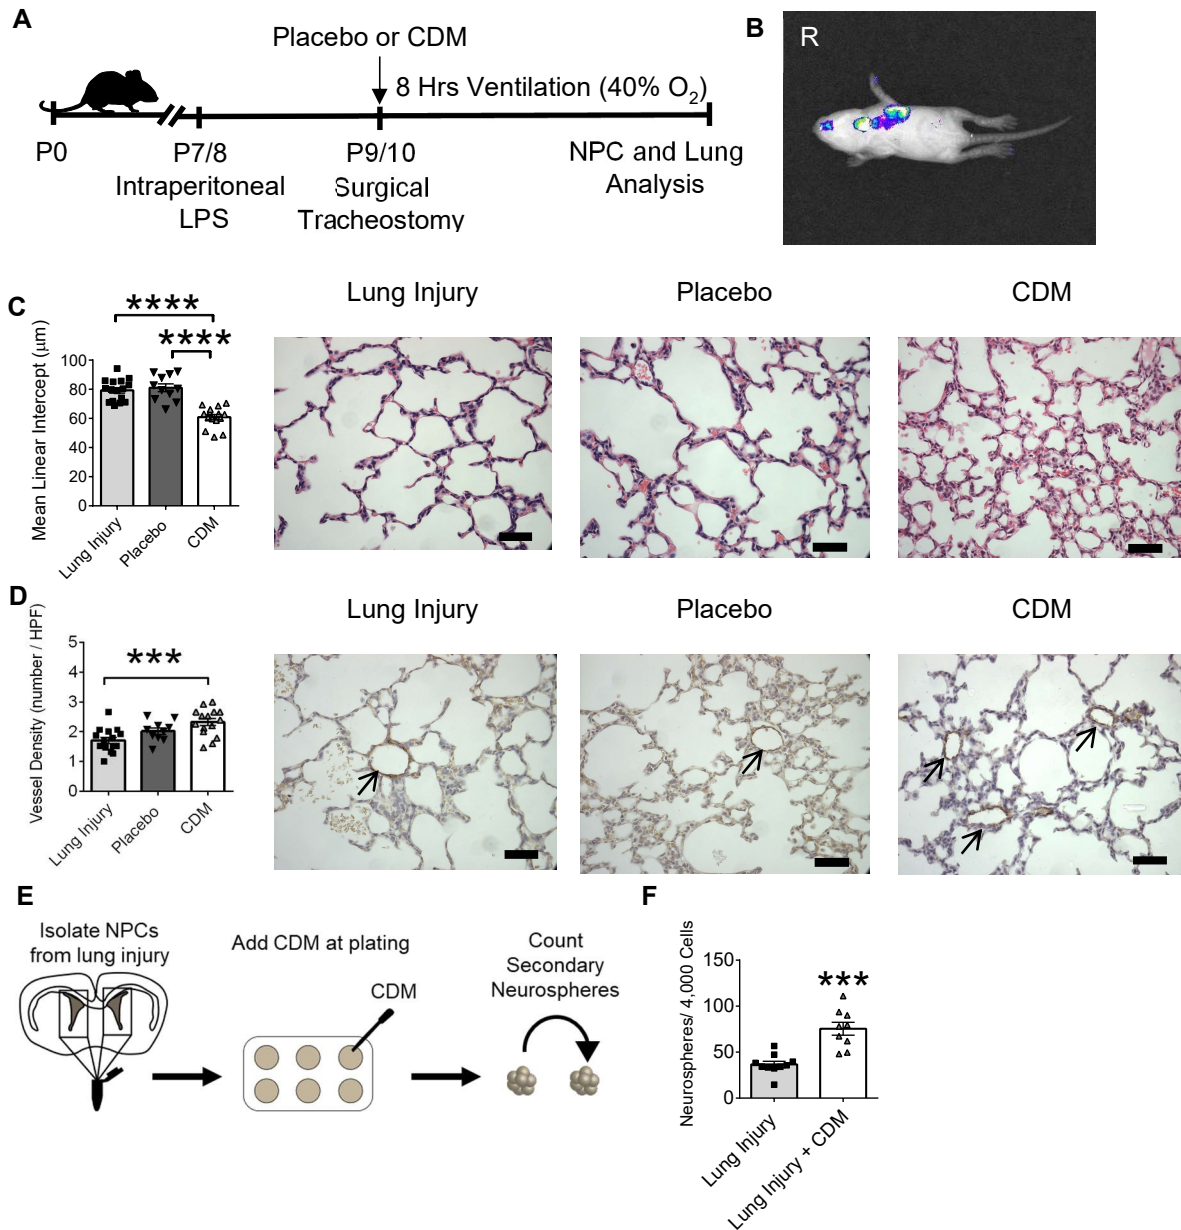 A
Placebo or CDM
8 Hrs Ventilation (40% O2)
P0
P7/8
Intraperitoneal
LPS
P9/10
Surgical
Tracheostomy
NPC and Lung
Analysis
B
R
C
****
****
Mean Linear Intercept (µm)
100
80
60
40
20
0
Lung Injury
Placebo
CDM
Lung Injury
Placebo
CDM
D
***
Vessel Density (number / HPF)
5
4
3
2
1
0
Lung Injury
Placebo
CDM
Lung Injury
Placebo
CDM
E
Isolate NPCs
from lung injury
Add CDM at plating
CDM
Count
Secondary
Neurospheres
F
***
Neurospheres/ 4,000 Cells
150
100
50
0
Lung Injury
Lung Injury + CDM